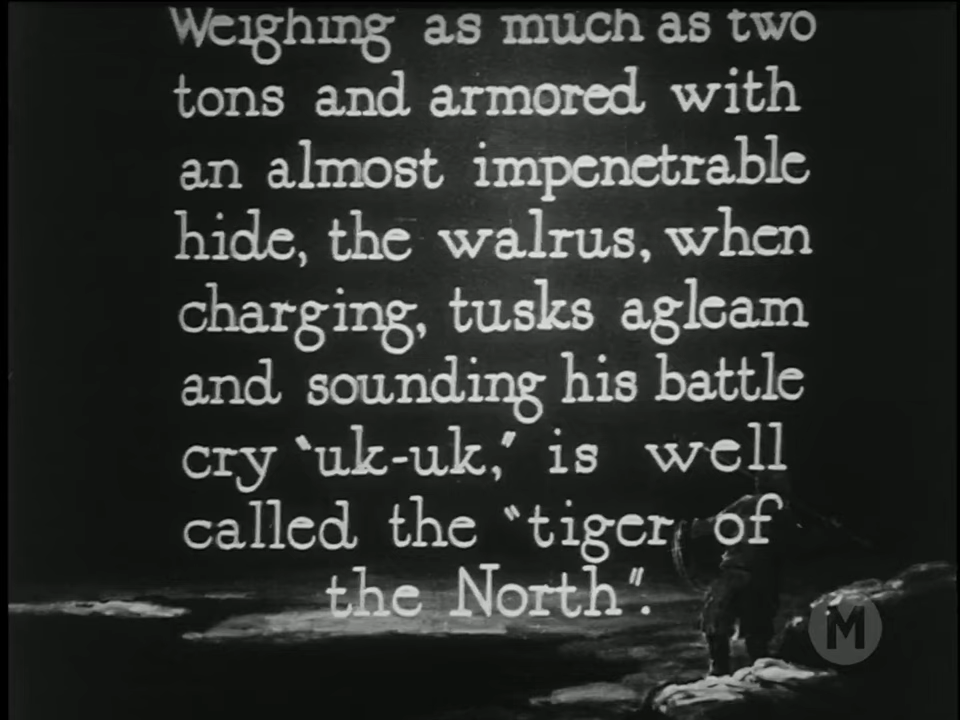 Weighing as much as two
tons and armored with
an almost impenetrable
hide, the walrus, when
charging, tusks agleam
and sounding his battle
cry "uk-uk," is well
called the "tiger of
the North".
M